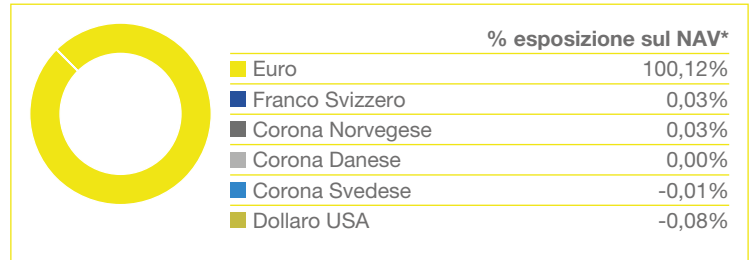 % esposizione sul NAV*
Euro 100,12%
Franco Svizzero 0,03%
Corona Norvegese 0,03%
Corona Danese 0,00%
Corona Svedese -0,01%
Dollaro USA -0,08%